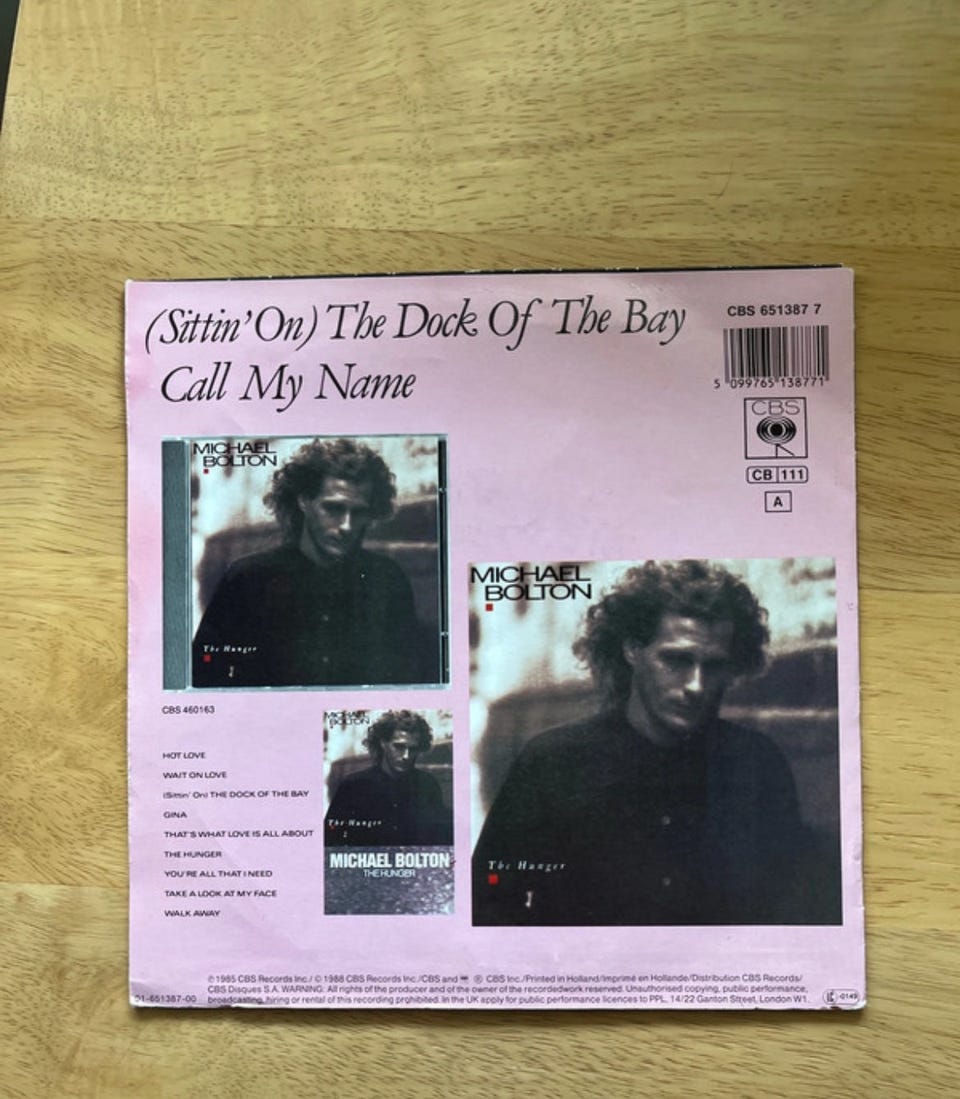 (Sittin' On) The Dock Of The Bay
Call My Name
CBS 651387 7
5 099765 138771
CBS
CB 111
A
MICHAEL
BOLTON
The Hunger
CBS 460163
HOT LOVE
WAIT ON LOVE
(Sittin' On) THE DOCK OF THE BAY
GINA
THAT'S WHAT LOVE IS ALL ABOUT
THE HUNGER
YOU'RE ALL THAT I NEED
TAKE A LOOK AT MY FACE
WALK AWAY
MICHAEL
BOLTON
The Hunger
MICHAEL BOLTON
THE HUNGER
MICHAEL
BOLTON
The Hunger
℗ 1985 CBS Records Inc./ © 1988 CBS Records Inc./CBS and ® CBS Inc./Printed in Holland/Imprimé en Hollande/Distribution CBS Records/
CBS Disques S.A. WARNING: All rights of the producer and of the owner of the recordedwork reserved. Unauthorised copying, public performance,
broadcasting, hiring or rental of this recording prohibited. In the UK apply for public performance licences to PPL, 14/22 Ganton Street, London W1.
01-651387-00
LC 0149